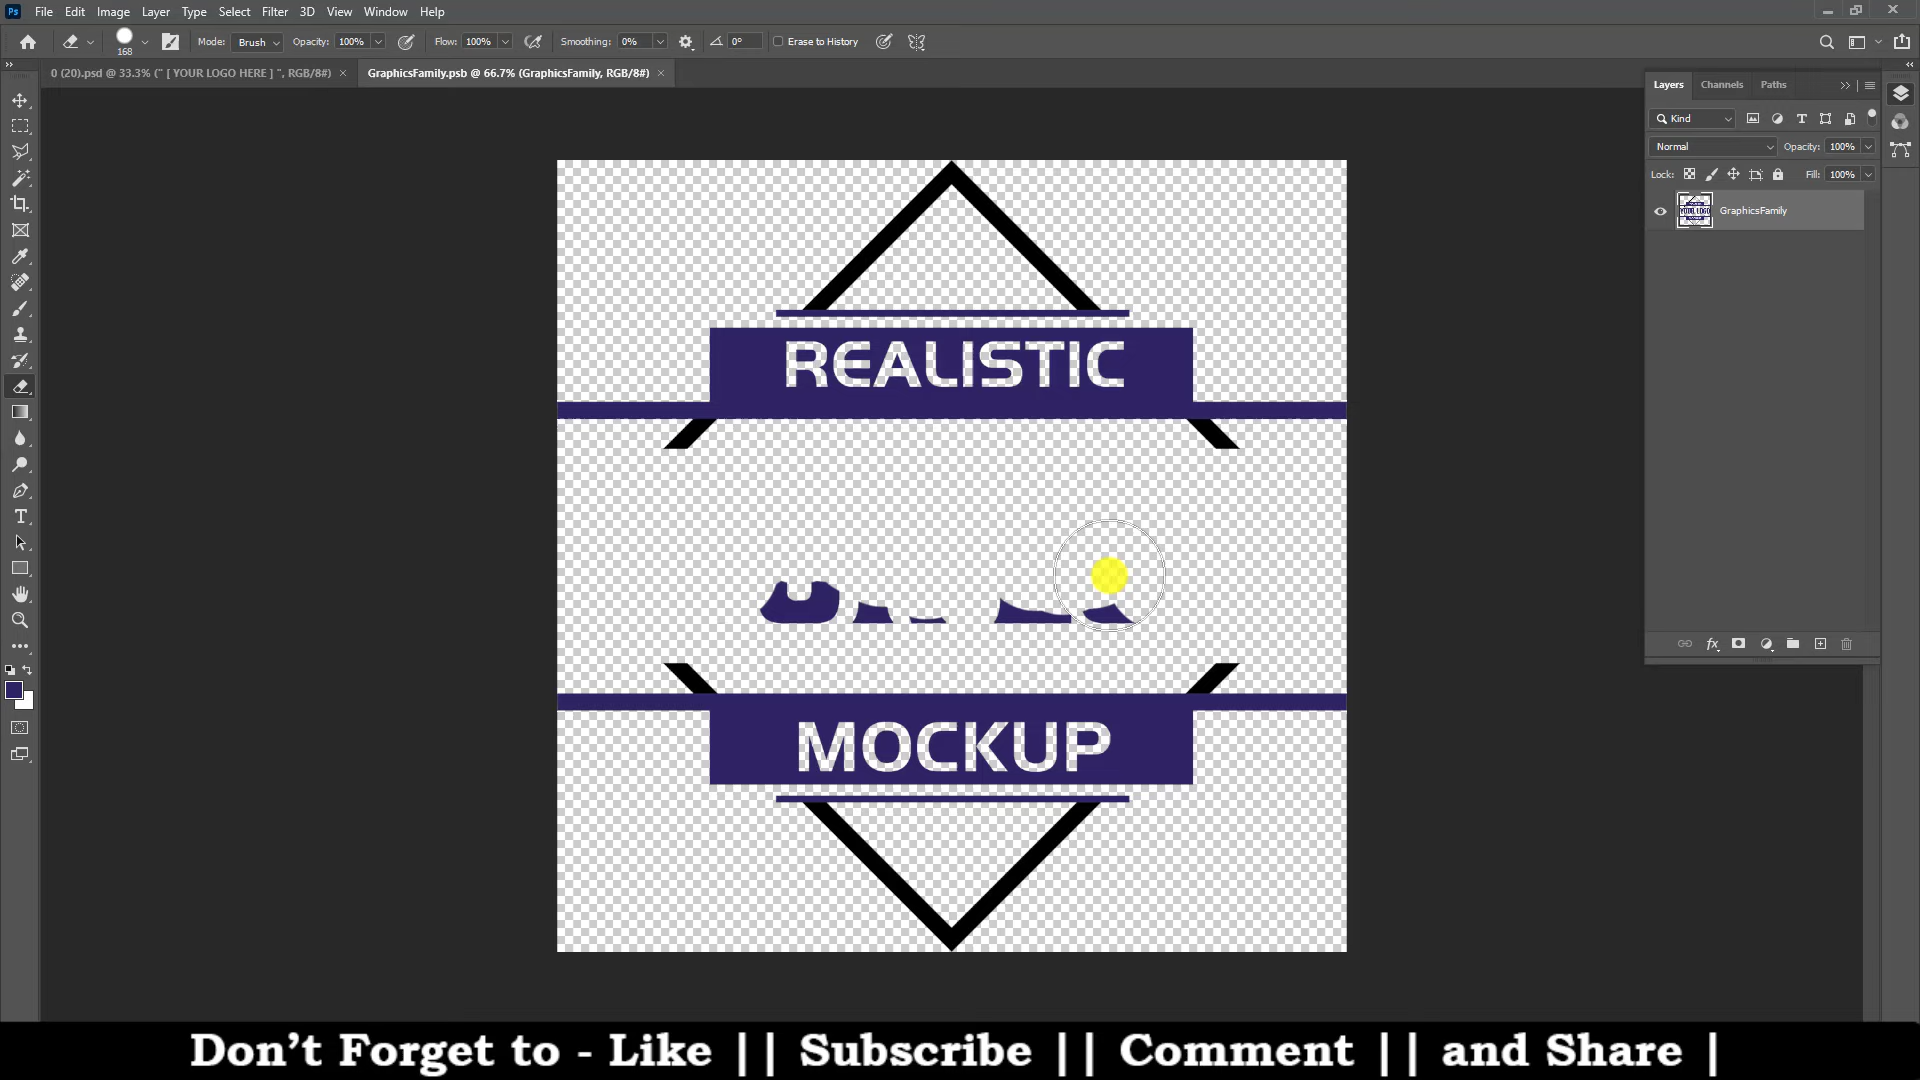 Ps File Edit Image Layer Type Select Filter 3D View Window Help
168 Mode: Brush Opacity: 100% Flow: 100% Smoothing: 0% 0° Erase to History
0 (20).psd @ 33.3% (" [ YOUR LOGO HERE ] ", RGB/8#) × GraphicsFamily.psb @ 66.7% (GraphicsFamily, RGB/8#) ×
Layers Channels Paths
Kind
Normal Opacity: 100%
Lock: Fill: 100%
GraphicsFamily
fx
REALISTIC
MOCKUP
Don't Forget to - Like || Subscribe || Comment || and Share |